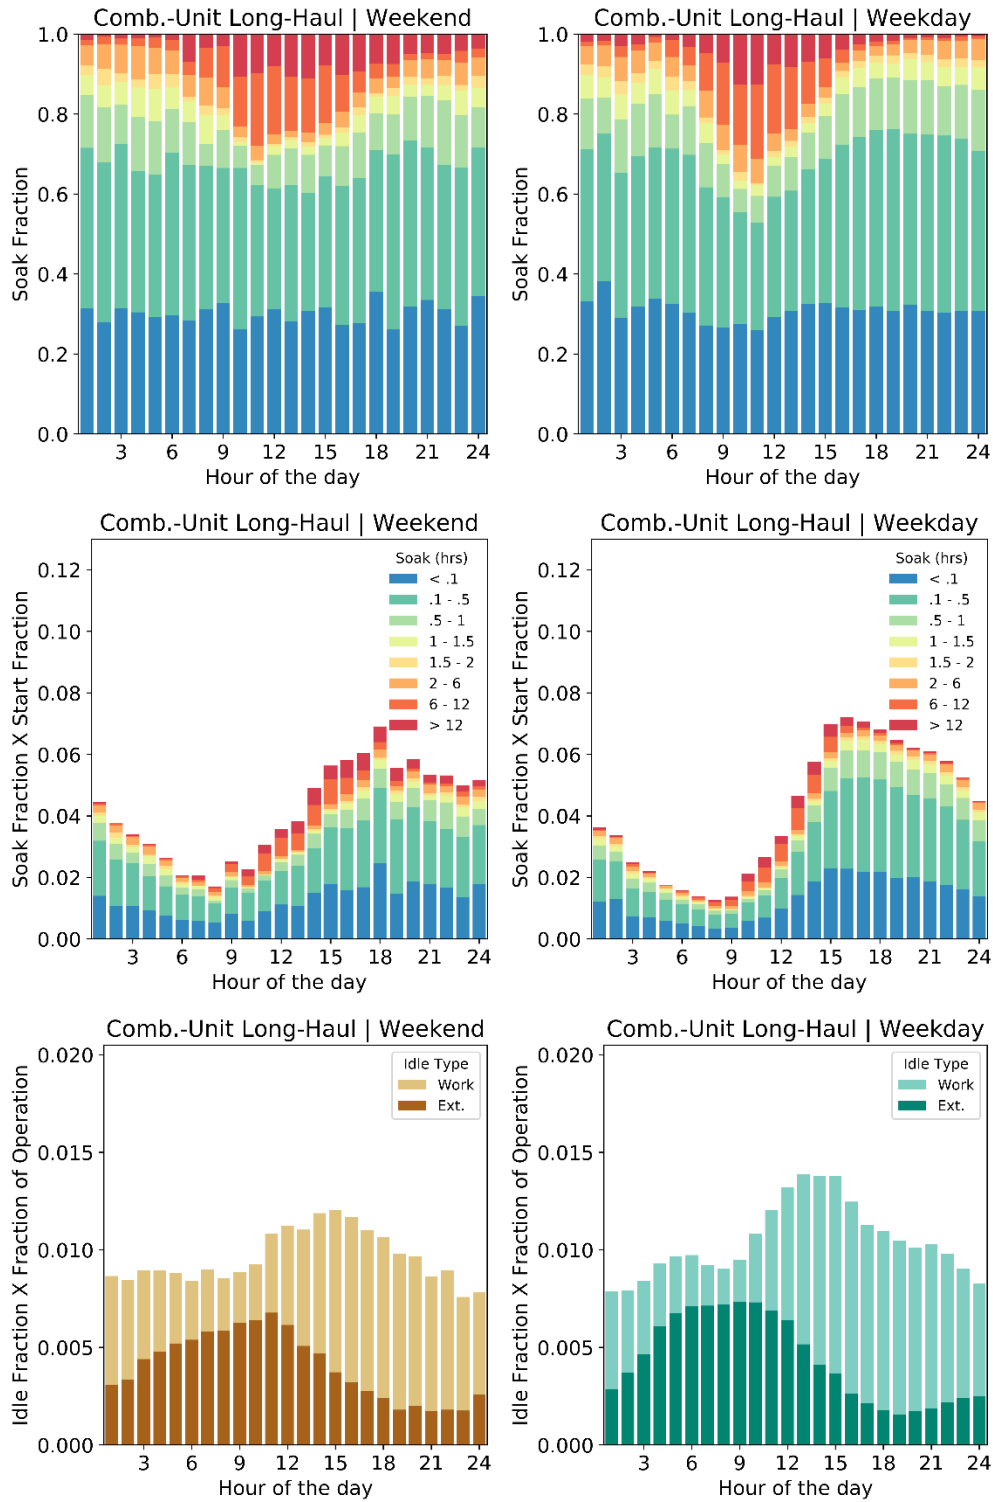 Comb.-Unit Long-Haul | Weekend
Soak Fraction
1.0
0.8
0.6
0.4
0.2
0.0
3 6 9 12 15 18 21 24
Hour of the day
Comb.-Unit Long-Haul | Weekday
Soak Fraction
1.0
0.8
0.6
0.4
0.2
0.0
3 6 9 12 15 18 21 24
Hour of the day
Comb.-Unit Long-Haul | Weekend
Soak Fraction X Start Fraction
0.12
0.10
0.08
0.06
0.04
0.02
0.00
Soak (hrs)
< .1
.1 - .5
.5 - 1
1 - 1.5
1.5 - 2
2 - 6
6 - 12
> 12
3 6 9 12 15 18 21 24
Hour of the day
Comb.-Unit Long-Haul | Weekday
Soak Fraction X Start Fraction
0.12
0.10
0.08
0.06
0.04
0.02
0.00
Soak (hrs)
< .1
.1 - .5
.5 - 1
1 - 1.5
1.5 - 2
2 - 6
6 - 12
> 12
3 6 9 12 15 18 21 24
Hour of the day
Comb.-Unit Long-Haul | Weekend
Idle Fraction X Fraction of Operation
0.020
0.015
0.010
0.005
0.000
Idle Type
Work
Ext.
3 6 9 12 15 18 21 24
Hour of the day
Comb.-Unit Long-Haul | Weekday
Idle Fraction X Fraction of Operation
0.020
0.015
0.010
0.005
0.000
Idle Type
Work
Ext.
3 6 9 12 15 18 21 24
Hour of the day